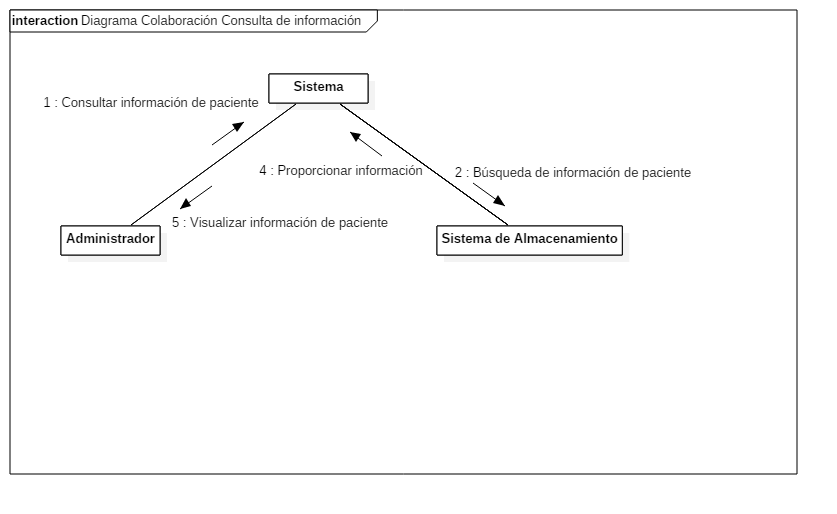 interaction Diagrama Colaboración Consulta de información
Sistema
1 : Consultar información de paciente
4 : Proporcionar información
2 : Búsqueda de información de paciente
5 : Visualizar información de paciente
Administrador
Sistema de Almacenamiento